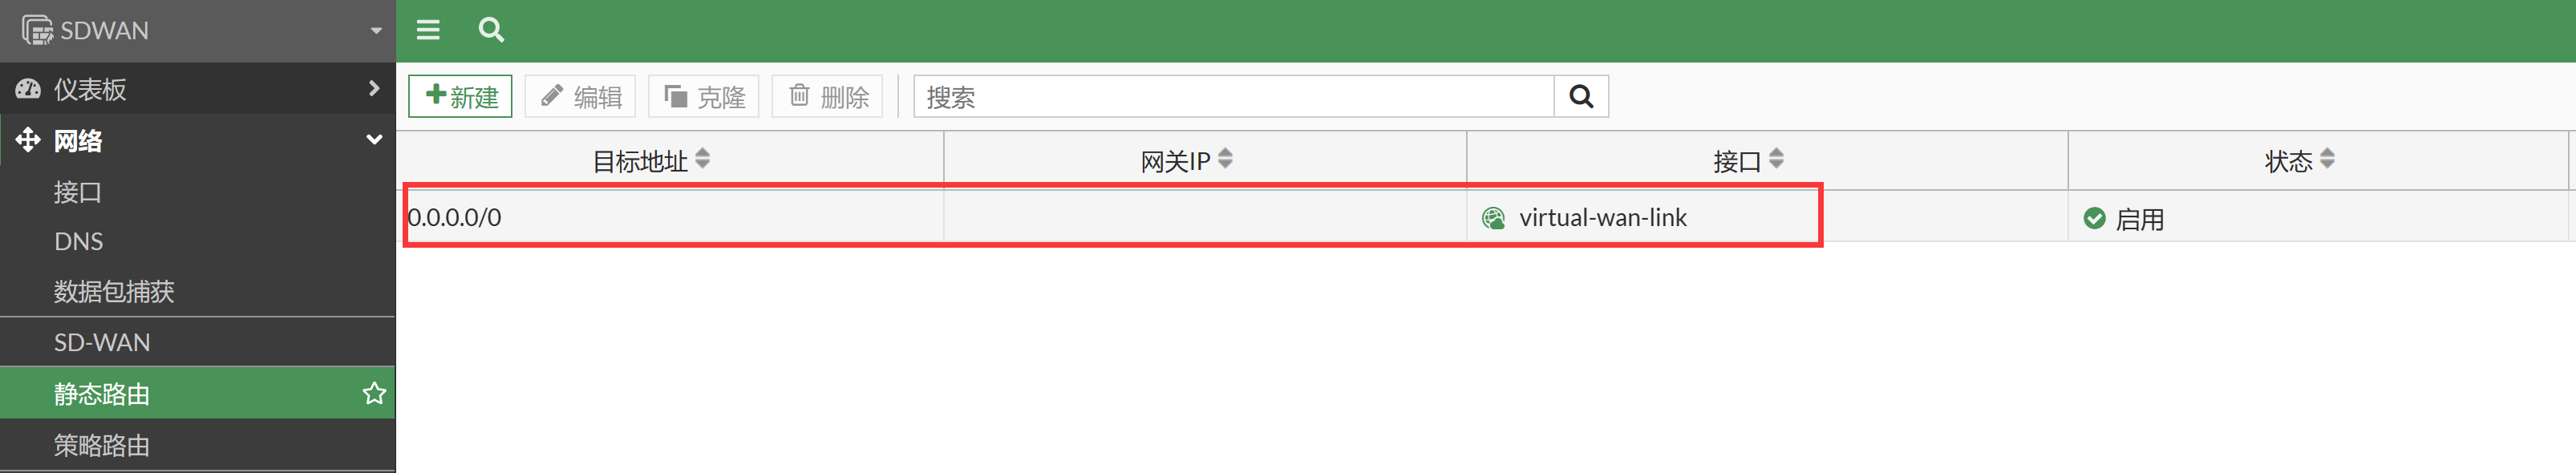 SDWAN
仪表板
网络
接口
DNS
数据包捕获
SD-WAN
静态路由
策略路由
新建 编辑 克隆 删除 搜索
目标地址 网关IP 接口 状态
0.0.0.0/0 virtual-wan-link 启用